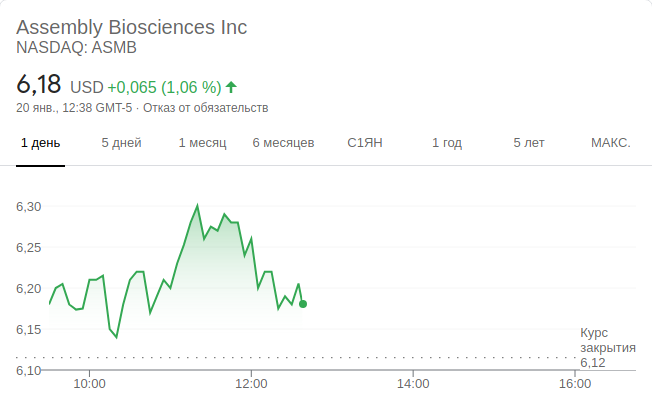 Assembly Biosciences Inc
NASDAQ: ASMB
6,18 USD +0,065 (1,06 %)
20 янв., 12:38 GMT-5 · Отказ от обязательств
1 день 5 дней 1 месяц 6 месяцев С1ЯН 1 год 5 лет МАКС.
6,30
6,25
6,20
6,15
Курс
закрытия
6,12
6,10
10:00 12:00 14:00 16:00